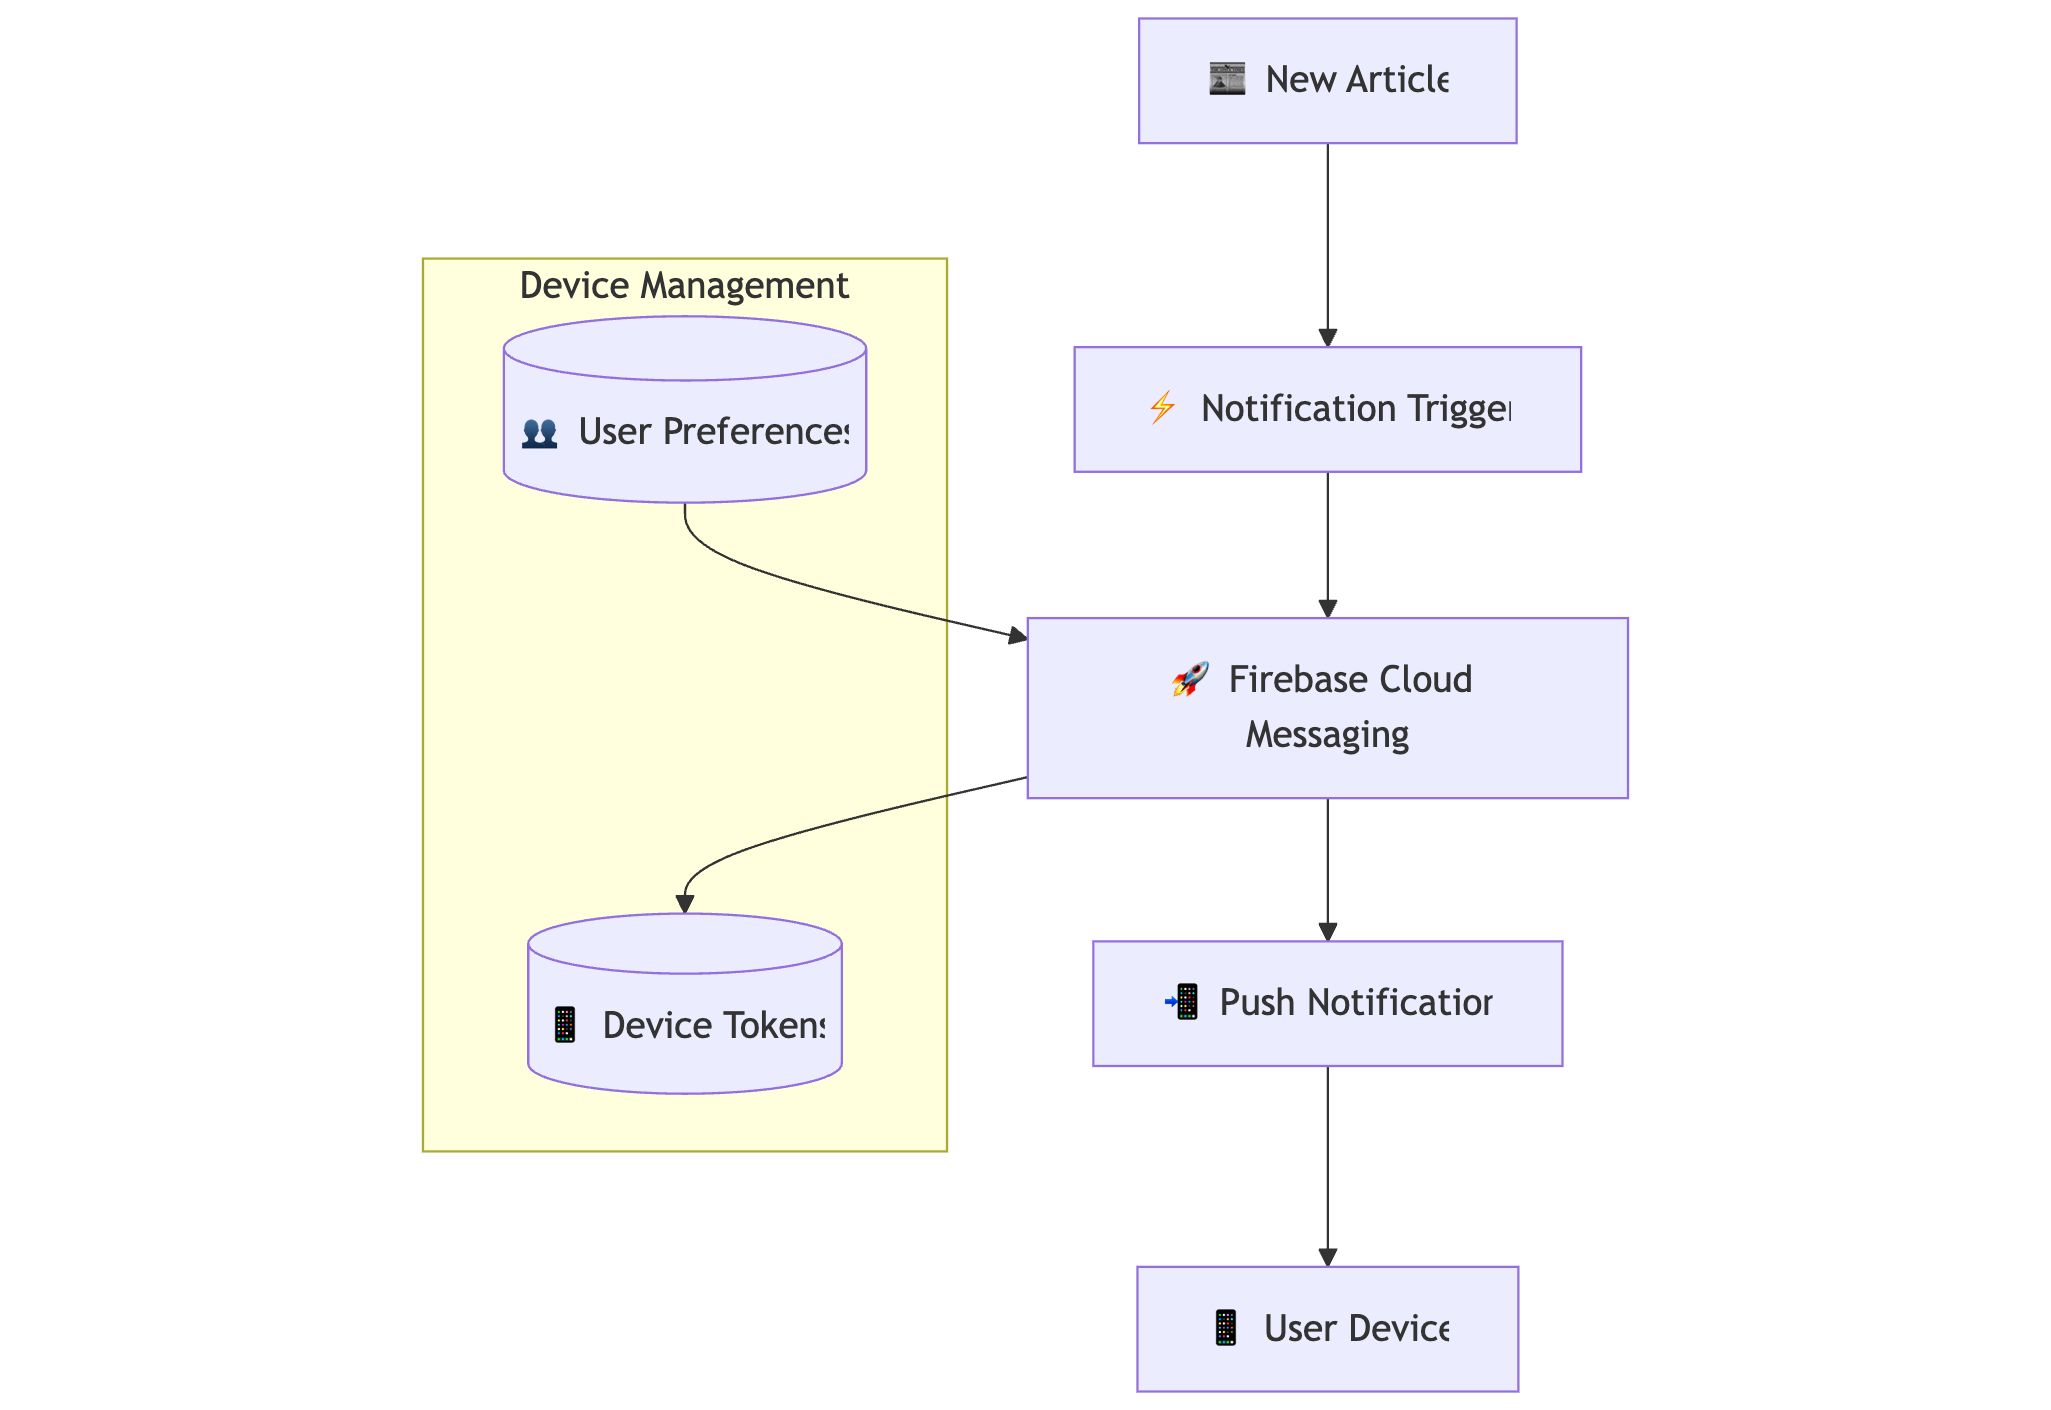 📰 New Article
Device Management
⚡ Notification Trigger
👥 User Preferences
🚀 Firebase Cloud
Messaging
📲 Push Notification
📱 Device Tokens
📱 User Device